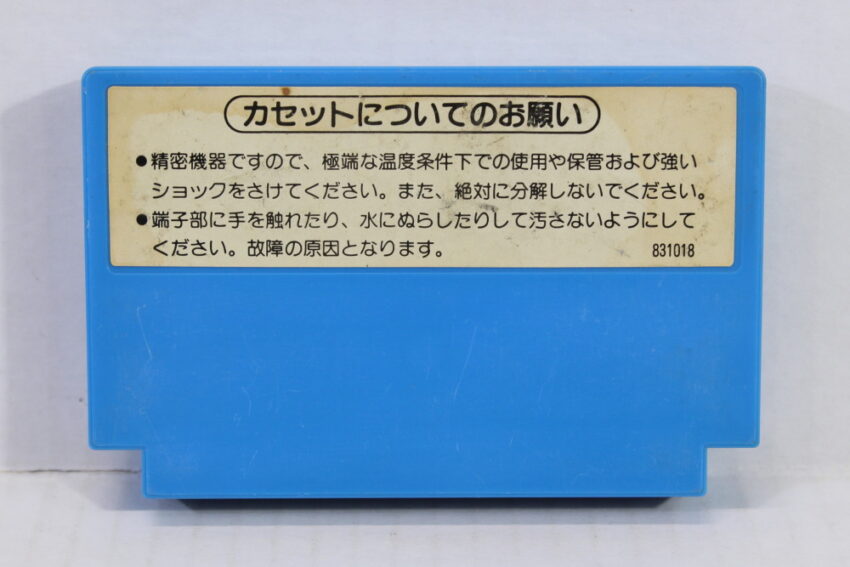 カセットについてのお願い
●精密機器ですので、極端な温度条件下での使用や保管および強い
ショックをさけてください。また、絶対に分解しないでください。
●端子部に手を触れたり、水にぬらしたりして汚さないようにして
ください。故障の原因となります。 831018